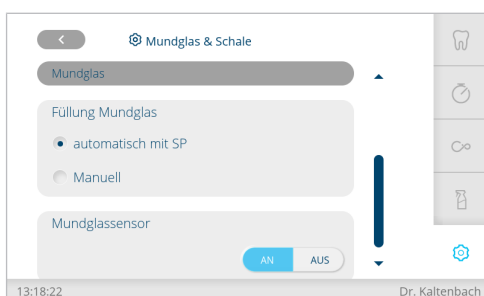 Mundglas & Schale
Mundglas
Füllung Mundglas
automatisch mit SP
Manuell
Mundglassensor
AN AUS
13:18:22 Dr. Kaltenbach